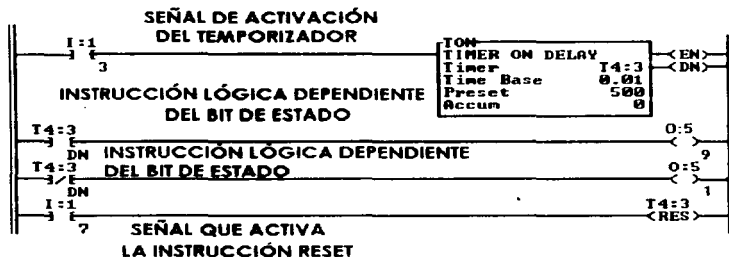 SEÑAL DE ACTIVACIÓN
DEL TEMPORIZADOR
I:1
3
TON
TIMER ON DELAY
Timer T4:3
Time Base 0.01
Preset 500
Accum 0
EN
DN
INSTRUCCIÓN LÓGICA DEPENDIENTE
DEL BIT DE ESTADO
T4:3
DN
O:5
9
INSTRUCCIÓN LÓGICA DEPENDIENTE
DEL BIT DE ESTADO
T4:3
DN
O:5
1
I:1
7
T4:3
RES
SEÑAL QUE ACTIVA
LA INSTRUCCIÓN RESET